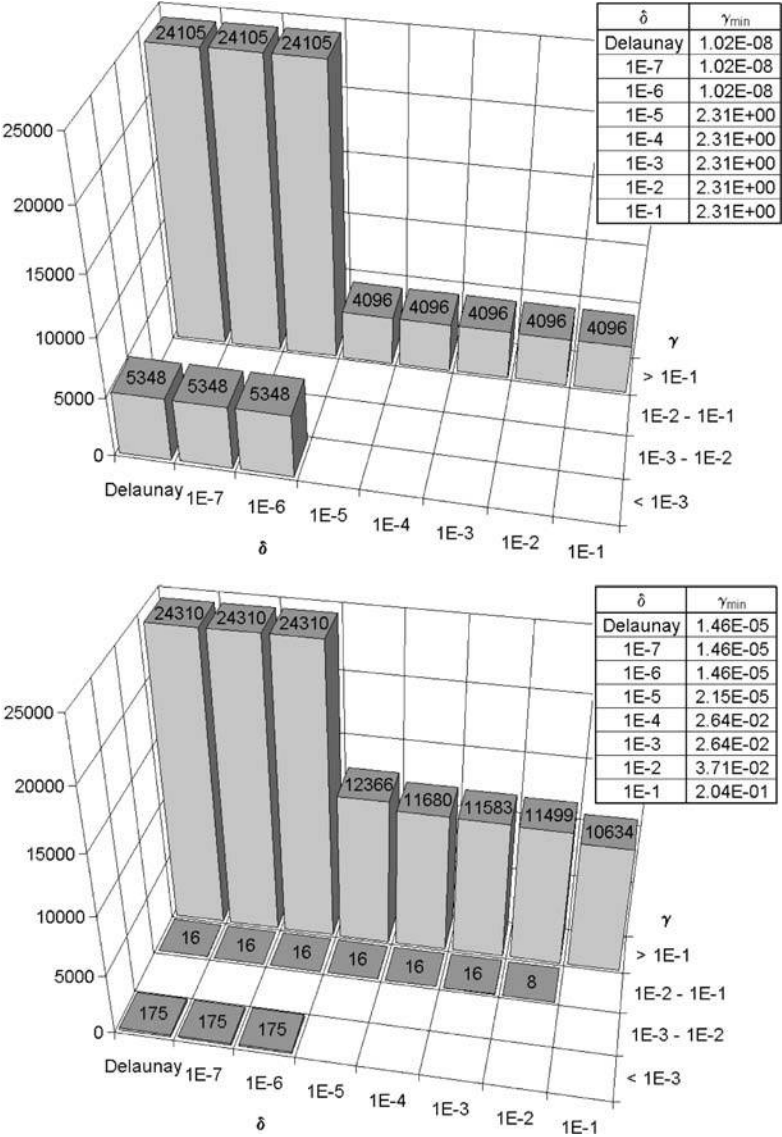 24105 24105 24105
δ γmin
Delaunay 1.02E-08
1E-7 1.02E-08
1E-6 1.02E-08
1E-5 2.31E+00
1E-4 2.31E+00
1E-3 2.31E+00
1E-2 2.31E+00
1E-1 2.31E+00
25000
20000
15000
10000
5000
0
4096 4096 4096 4096 4096
5348 5348 5348
γ
> 1E-1
1E-2 - 1E-1
1E-3 - 1E-2
< 1E-3
Delaunay 1E-7 1E-6 1E-5 1E-4 1E-3 1E-2 1E-1
δ
24310 24310 24310
δ γmin
Delaunay 1.46E-05
1E-7 1.46E-05
1E-6 1.46E-05
1E-5 2.15E-05
1E-4 2.64E-02
1E-3 2.64E-02
1E-2 3.71E-02
1E-1 2.04E-01
25000
20000
15000
10000
5000
0
12366 11680 11583 11499 10634
16 16 16 16 16 16 8
175 175 175
γ
> 1E-1
1E-2 - 1E-1
1E-3 - 1E-2
< 1E-3
Delaunay 1E-7 1E-6 1E-5 1E-4 1E-3 1E-2 1E-1
δ